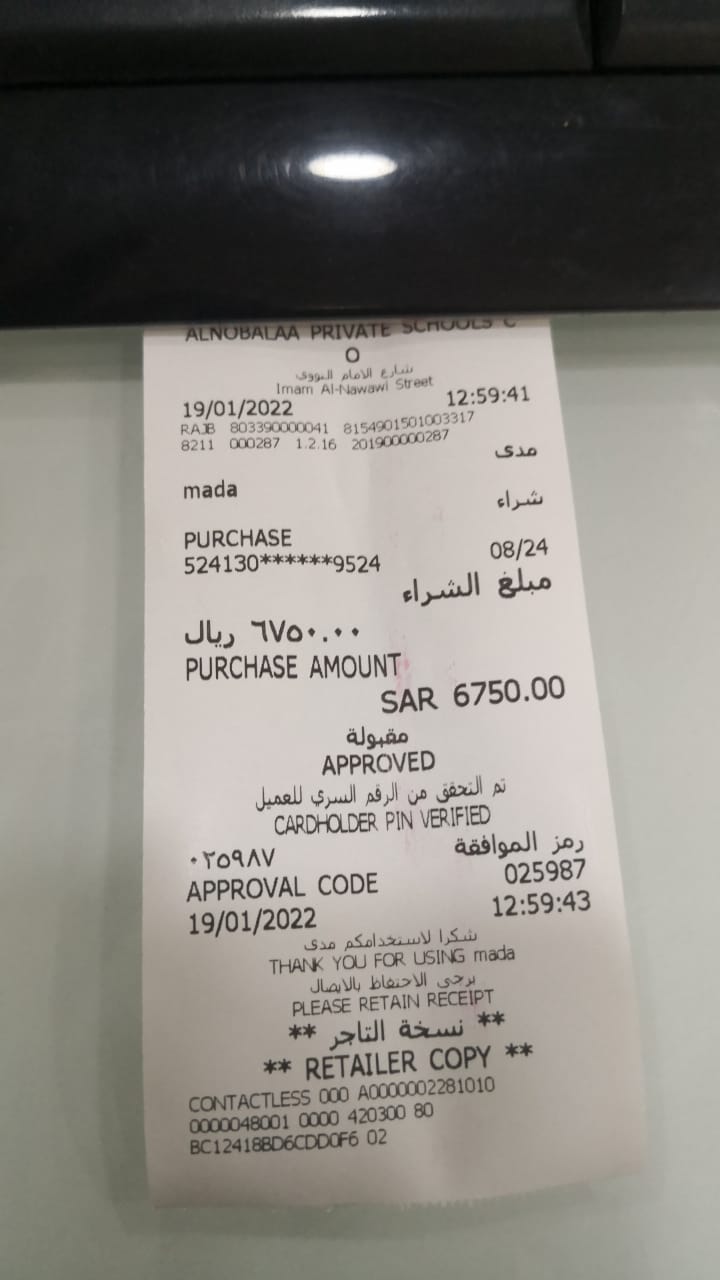 ALNOBALAA PRIVATE SCHOOLS C
O
شارع الامام النووي
Imam Al-Nawawi Street
19/01/2022 12:59:41
RAJB 803390000041 8154901501003317
8211 000287 1.2.16 201900000287
مدى
mada
شراء
PURCHASE
524130******9524 08/24
مبلغ الشراء
٦٧٥٠.٠٠ ريال
PURCHASE AMOUNT
SAR 6750.00
مقبولة
APPROVED
تم التحقق من الرقم السري للعميل
CARDHOLDER PIN VERIFIED
رمز الموافقة
٠٢٥٩٨٧
APPROVAL CODE 025987
19/01/2022 12:59:43
شكرا لاستخدامكم مدى
THANK YOU FOR USING mada
يرجى الاحتفاظ بالايصال
PLEASE RETAIN RECEIPT
** نسخة التاجر **
** RETAILER COPY **
CONTACTLESS 000 A0000002281010
0000048001 0000 420300 80
BC12418BD6CDD0F6 02